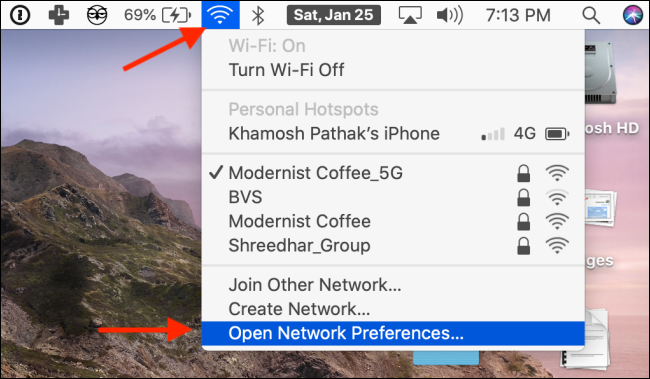 69% Sat, Jan 25 7:13 PM
Wi-Fi: On
Turn Wi-Fi Off
Personal Hotspots
Khamosh Pathak’s iPhone 4G
osh HD
Modernist Coffee_5G
BVS
Modernist Coffee
Shreedhar_Group
ges
Join Other Network...
Create Network...
Open Network Preferences...